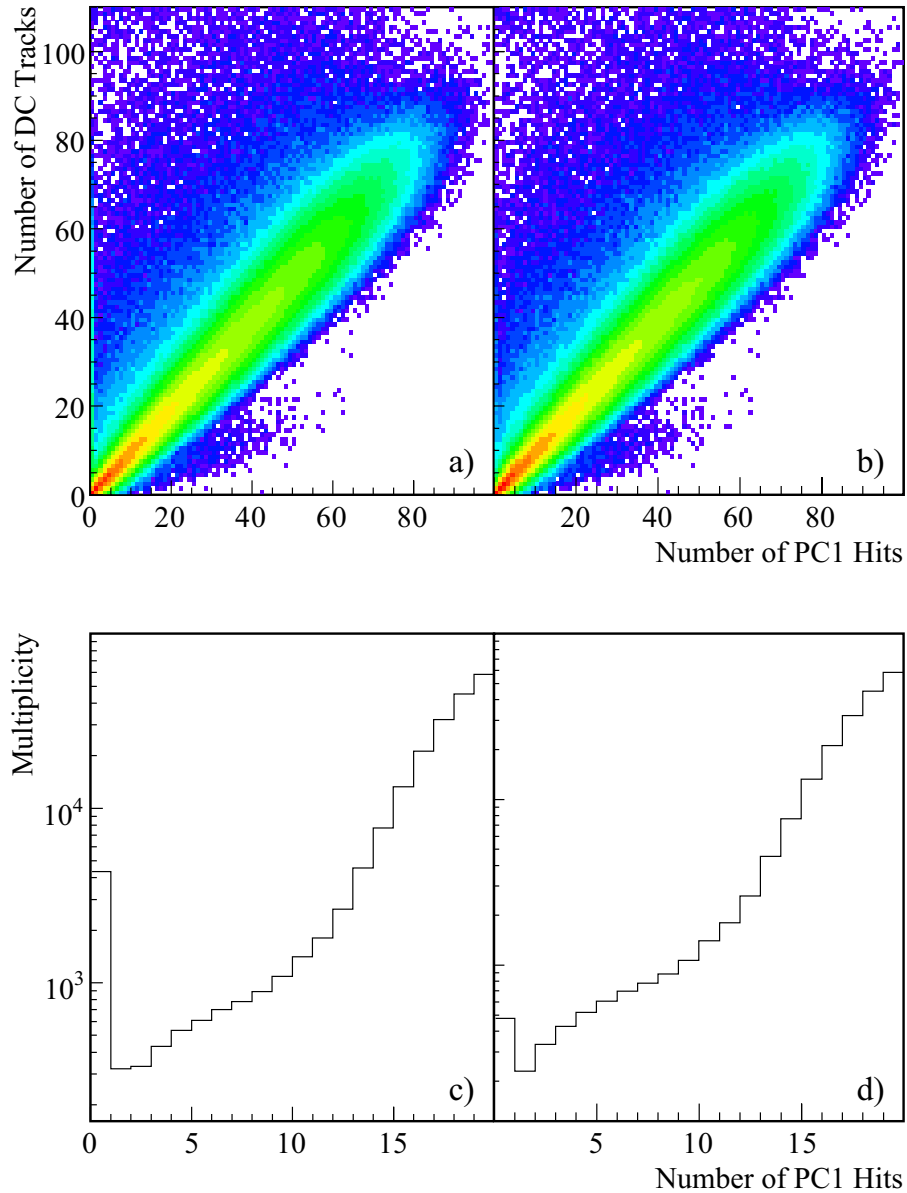 Number of DC Tracks
100
80
60
40
20
0
a)
b)
0 20 40 60 80
20 40 60 80
Number of PC1 Hits
Multiplicity
10⁴
10³
c)
d)
0 5 10 15
5 10 15
Number of PC1 Hits